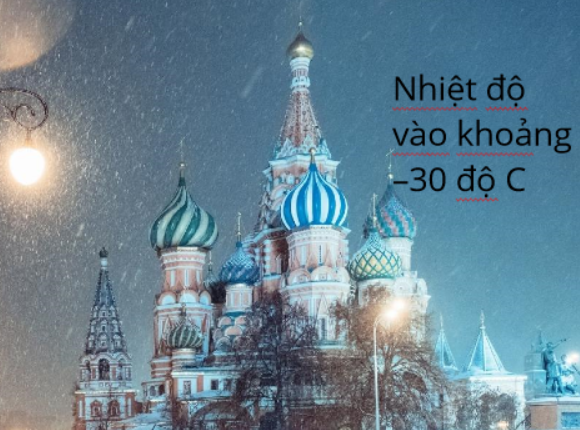 Nhiệt độ
vào khoảng
–30 độ C